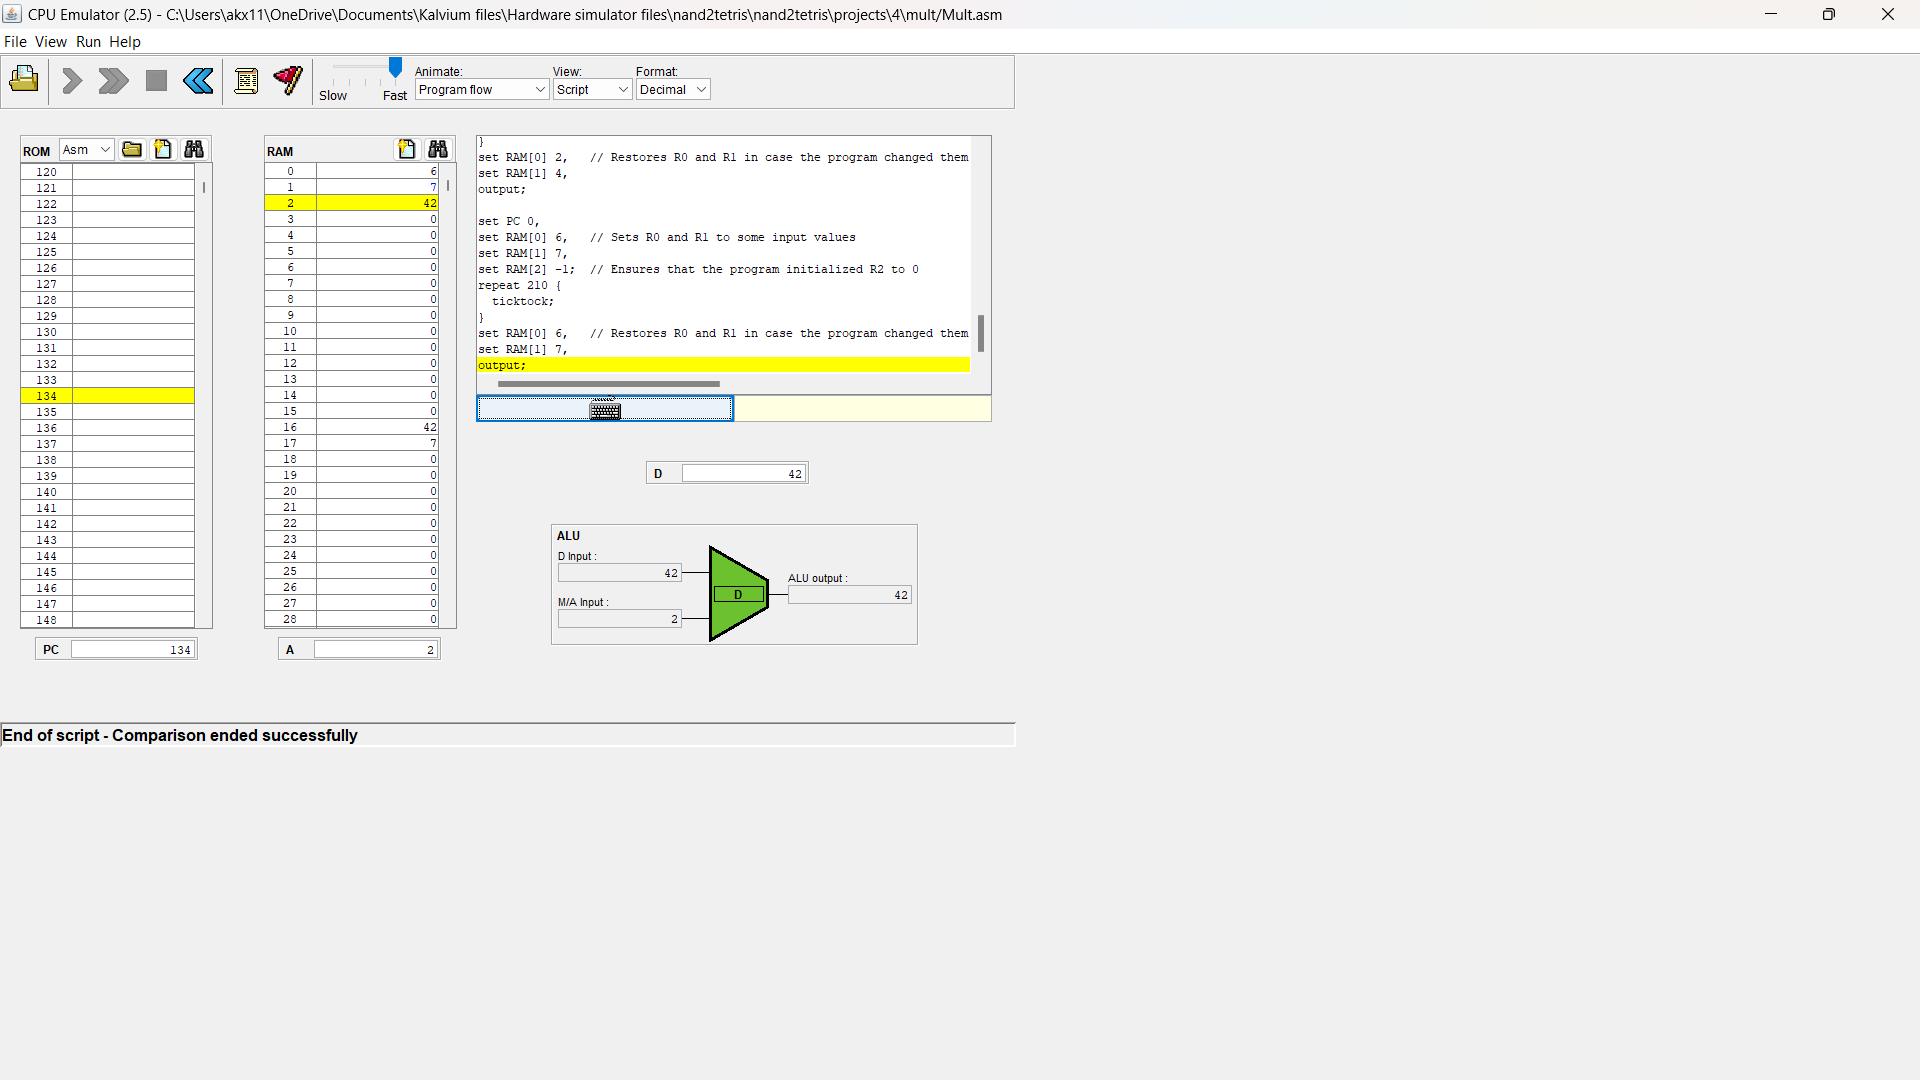 CPU Emulator (2.5) - C:\Users\akx11\OneDrive\Documents\Kalvium files\Hardware simulator files\nand2tetris\nand2tetris\projects\4\mult/Mult.asm
File View Run Help
Slow Fast
Animate: View: Format:
Program flow Script Decimal
ROM Asm
120
121
122
123
124
125
126
127
128
129
130
131
132
133
134
135
136
137
138
139
140
141
142
143
144
145
146
147
148
PC 134
RAM
0 6
1 7
2 42
3 0
4 0
5 0
6 0
7 0
8 0
9 0
10 0
11 0
12 0
13 0
14 0
15 0
16 42
17 7
18 0
19 0
20 0
21 0
22 0
23 0
24 0
25 0
26 0
27 0
28 0
A 2
}
set RAM[0] 2, // Restores R0 and R1 in case the program changed them
set RAM[1] 4,
output;
set PC 0,
set RAM[0] 6, // Sets R0 and R1 to some input values
set RAM[1] 7,
set RAM[2] -1; // Ensures that the program initialized R2 to 0
repeat 210 {
ticktock;
}
set RAM[0] 6, // Restores R0 and R1 in case the program changed them
set RAM[1] 7,
output;
D 42
ALU
D Input :
42
M/A Input :
2
D
ALU output :
42
End of script - Comparison ended successfully